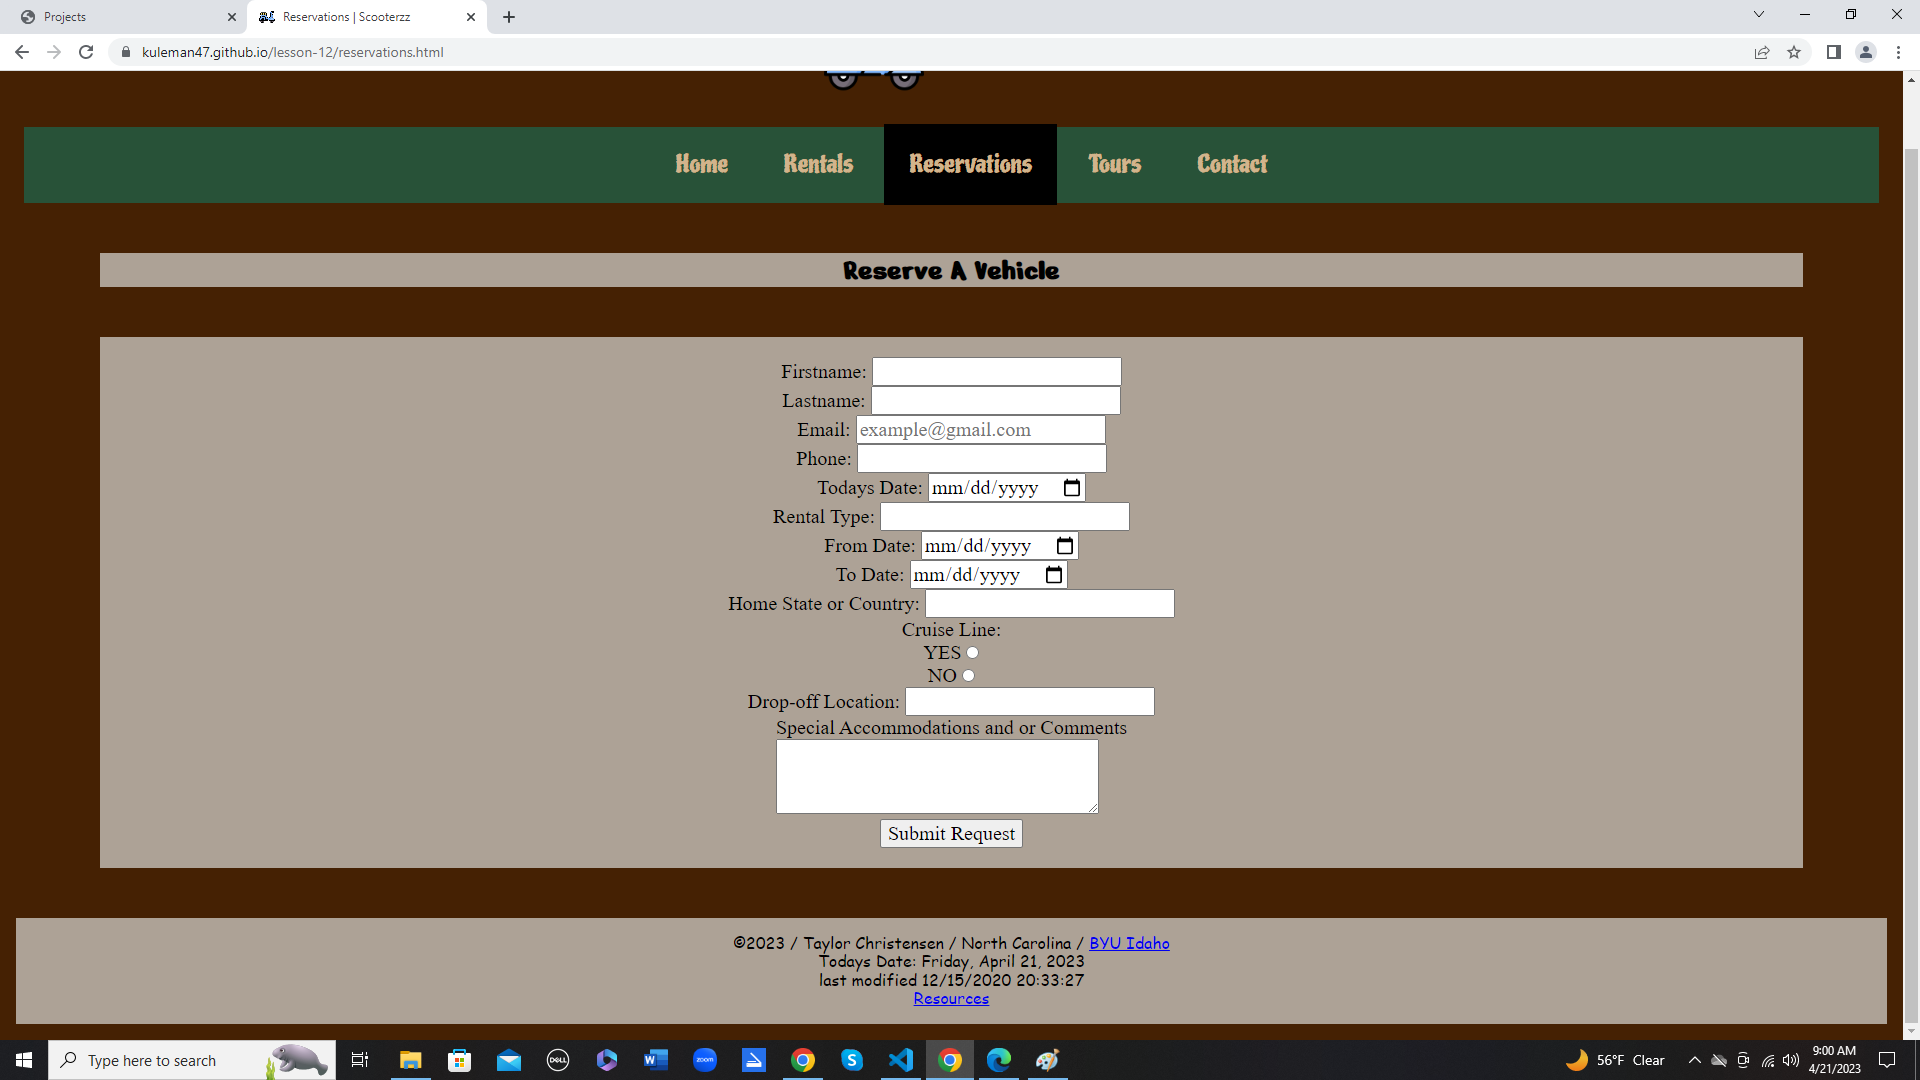 Projects
Reservations | Scooterzz
kuleman47.github.io/lesson-12/reservations.html
Home Rentals Reservations Tours Contact
Reserve A Vehicle
Firstname:
Lastname:
Email: example@gmail.com
Phone:
Todays Date: mm/dd/yyyy
Rental Type:
From Date: mm/dd/yyyy
To Date: mm/dd/yyyy
Home State or Country:
Cruise Line:
YES
NO
Drop-off Location:
Special Accommodations and or Comments
Submit Request
©2023 / Taylor Christensen / North Carolina / BYU Idaho
Todays Date: Friday, April 21, 2023
last modified 12/15/2020 20:33:27
Resources
Type here to search
DELL
W
zoom
S
56°F Clear
9:00 AM
4/21/2023